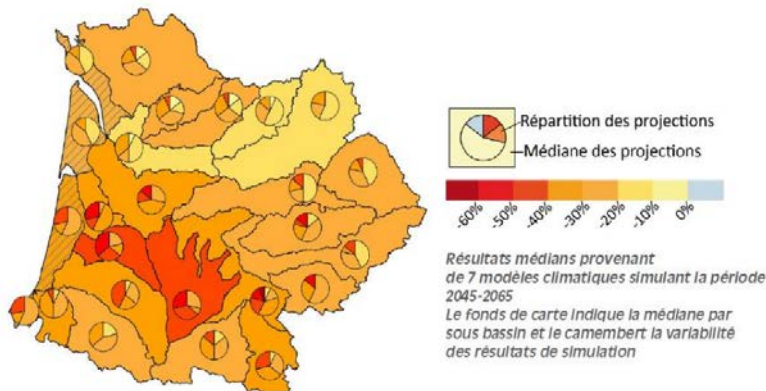 Répartition des projections
Médiane des projections
-60%
-50%
-40%
-30%
-20%
-10%
0%
Résultats médians provenant
de 7 modèles climatiques simulant la période
2045-2065
Le fonds de carte indique la médiane par
sous bassin et le camembert la variabilité
des résultats de simulation